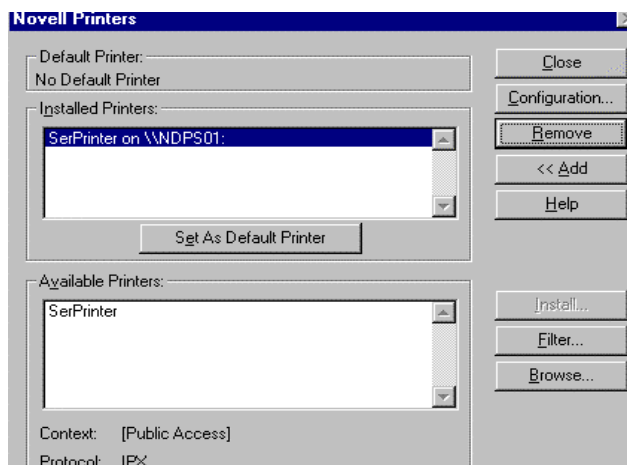 Novell Printers
Default Printer:
No Default Printer
Installed Printers:
SerPrinter on \\NDPS01:
Set As Default Printer
Available Printers:
SerPrinter
Context: [Public Access]
Protocol: IPX
Close
Configuration...
Remove
<< Add
Help
Install...
Filter...
Browse...